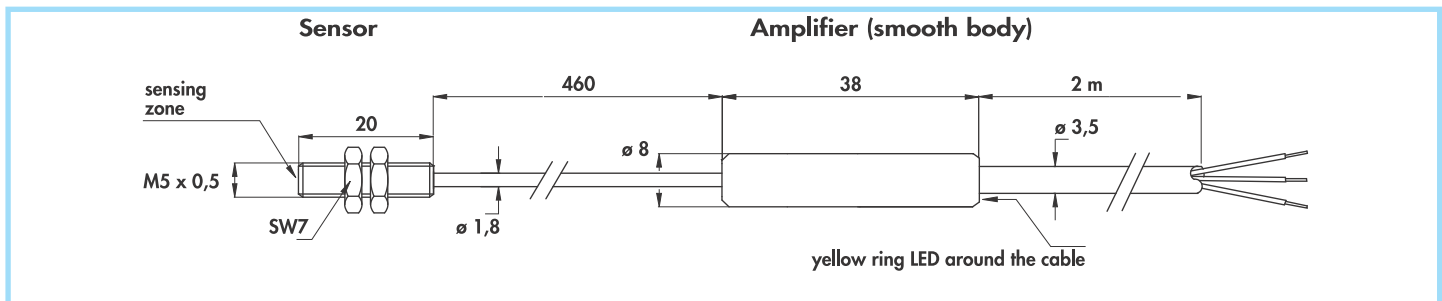 Sensor
Amplifier (smooth body)
sensing
zone
460
38
2 m
20
ø 3,5
ø 8
M5 x 0,5
SW7
ø 1,8
yellow ring LED around the cable